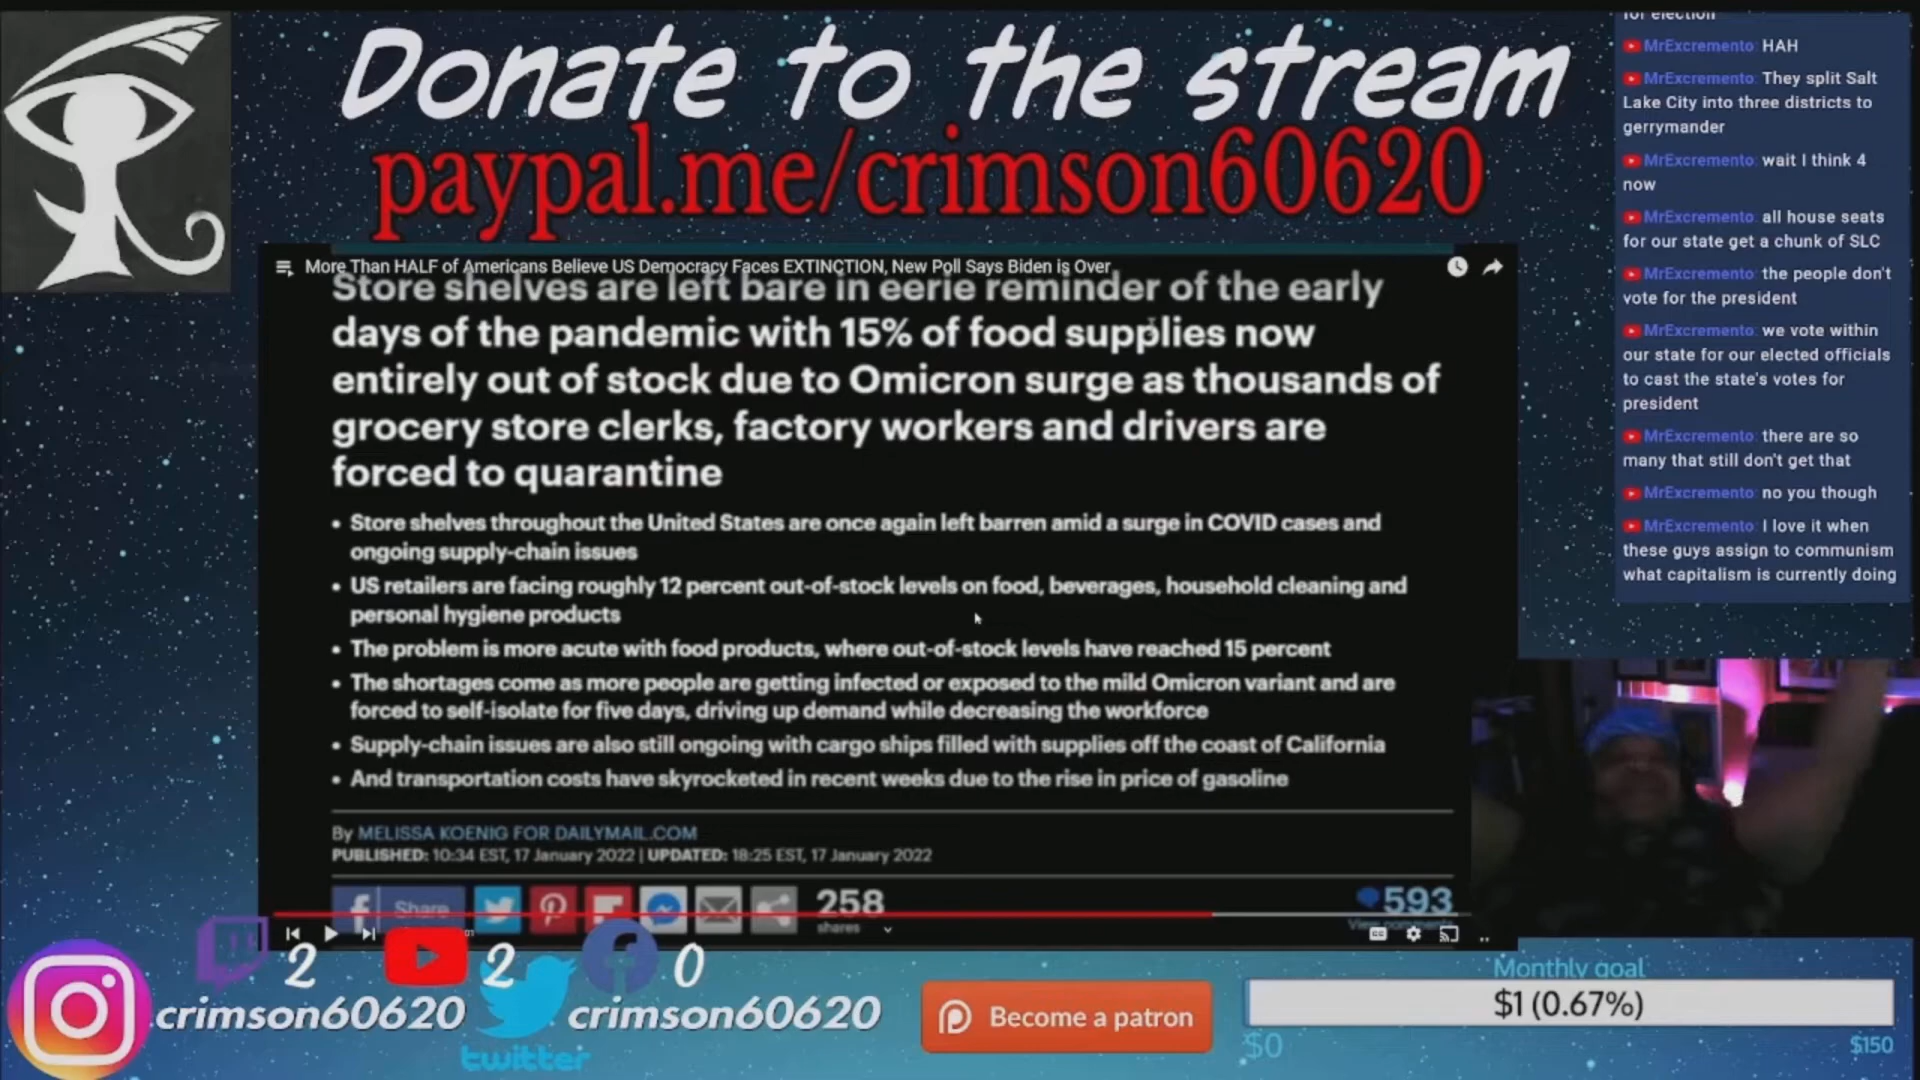 Donate to the stream
paypal.me/crimson60620
More Than HALF of Americans Believe US Democracy Faces EXTINCTION, New Poll Says Biden is Over
Store shelves are left bare in eerie reminder of the early
days of the pandemic with 15% of food supplies now
entirely out of stock due to Omicron surge as thousands of
grocery store clerks, factory workers and drivers are
forced to quarantine
• Store shelves throughout the United States are once again left barren amid a surge in COVID cases and
ongoing supply-chain issues
• US retailers are facing roughly 12 percent out-of-stock levels on food, beverages, household cleaning and
personal hygiene products
• The problem is more acute with food products, where out-of-stock levels have reached 15 percent
• The shortages come as more people are getting infected or exposed to the mild Omicron variant and are
forced to self-isolate for five days, driving up demand while decreasing the workforce
• Supply-chain issues are also still ongoing with cargo ships filled with supplies off the coast of California
• And transportation costs have skyrocketed in recent weeks due to the rise in price of gasoline
By MELISSA KOENIG FOR DAILYMAIL.COM
PUBLISHED: 10:34 EST, 17 January 2022 | UPDATED: 18:25 EST, 17 January 2022
Share
258
shares
593
View comments
for election
MrExcremento: HAH
MrExcremento: They split Salt
Lake City into three districts to
gerrymander
MrExcremento: wait I think 4
now
MrExcremento: all house seats
for our state get a chunk of SLC
MrExcremento: the people don't
vote for the president
MrExcremento: we vote within
our state for our elected officials
to cast the state's votes for
president
MrExcremento: there are so
many that still don't get that
MrExcremento: no you though
MrExcremento: I love it when
these guys assign to communism
what capitalism is currently doing
2
2
0
crimson60620
crimson60620
twitter
Become a patron
Monthly goal
$1 (0.67%)
$0
$150